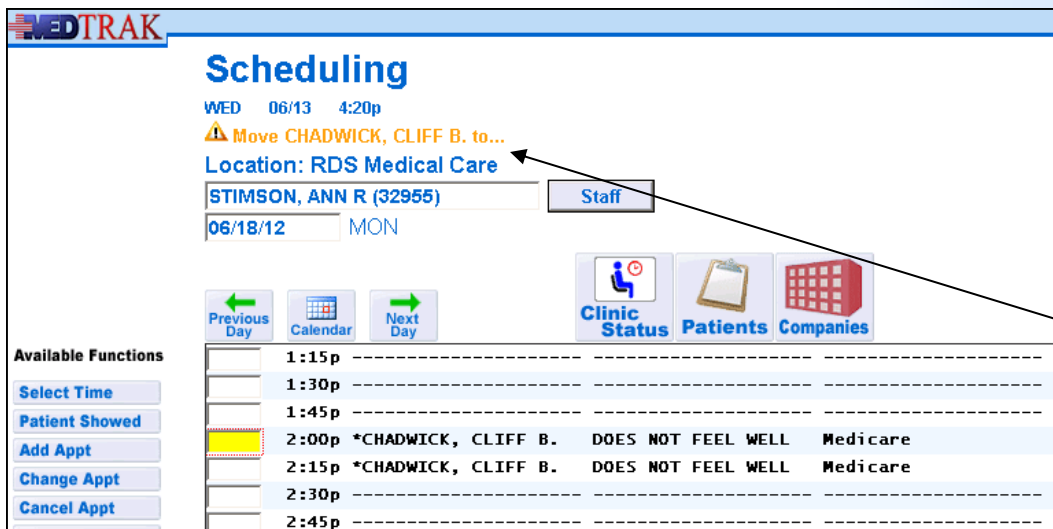 MEDTRAK
Scheduling
WED 06/13 4:20p
Move CHADWICK, CLIFF B. to...
Location: RDS Medical Care
STIMSON, ANN R (32955) Staff
06/18/12 MON
Previous Day Calendar Next Day Clinic Status Patients Companies
Available Functions
Select Time
Patient Showed
Add Appt
Change Appt
Cancel Appt
1:15p --------------------- -------------------- --------------------
1:30p --------------------- -------------------- --------------------
1:45p --------------------- -------------------- --------------------
2:00p *CHADWICK, CLIFF B. DOES NOT FEEL WELL Medicare
2:15p *CHADWICK, CLIFF B. DOES NOT FEEL WELL Medicare
2:30p --------------------- -------------------- --------------------
2:45p --------------------- -------------------- --------------------